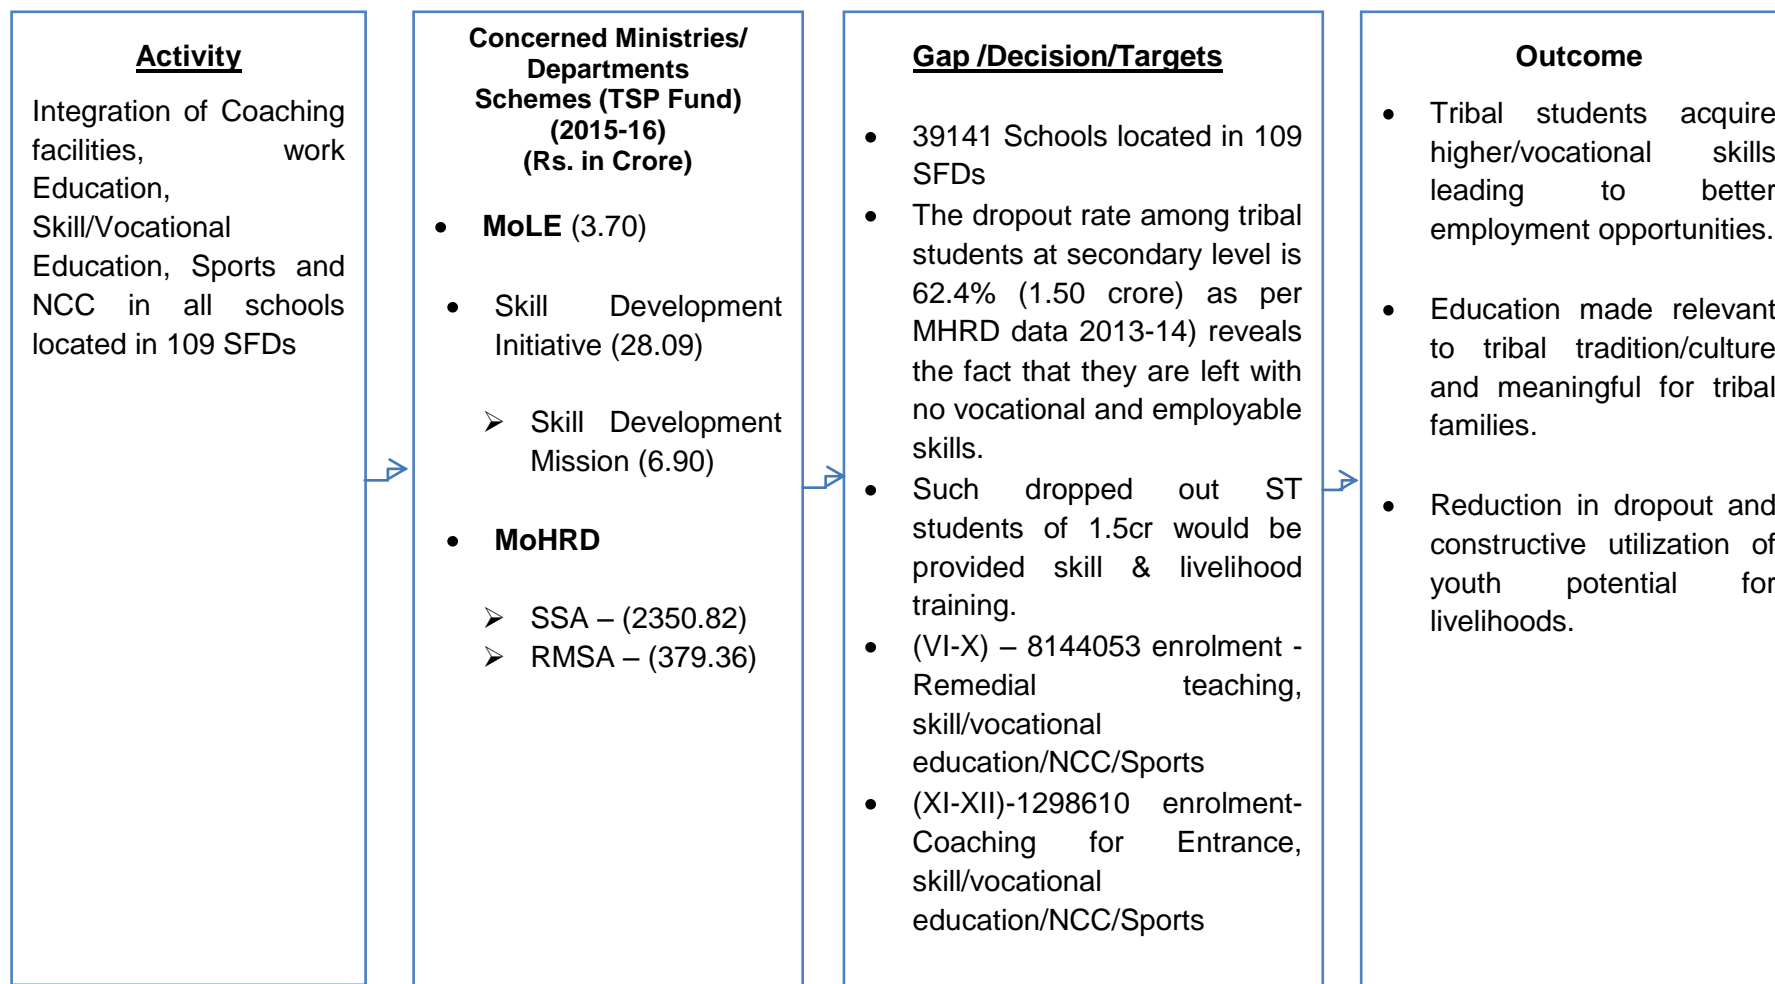 Activity
Integration of Coaching
facilities, work
Education,
Skill/Vocational
Education, Sports and
NCC in all schools
located in 109 SFDs
Concerned Ministries/
Departments
Schemes (TSP Fund)
(2015-16)
(Rs. in Crore)
• MoLE (3.70)
• Skill Development
Initiative (28.09)
➢ Skill Development
Mission (6.90)
• MoHRD
➢ SSA – (2350.82)
➢ RMSA – (379.36)
Gap /Decision/Targets
• 39141 Schools located in 109
SFDs
• The dropout rate among tribal
students at secondary level is
62.4% (1.50 crore) as per
MHRD data 2013-14) reveals
the fact that they are left with
no vocational and employable
skills.
• Such dropped out ST
students of 1.5cr would be
provided skill & livelihood
training.
• (VI-X) – 8144053 enrolment -
Remedial teaching,
skill/vocational
education/NCC/Sports
• (XI-XII)-1298610 enrolment-
Coaching for Entrance,
skill/vocational
education/NCC/Sports
Outcome
• Tribal students acquire
higher/vocational skills
leading to better
employment opportunities.
• Education made relevant
to tribal tradition/culture
and meaningful for tribal
families.
• Reduction in dropout and
constructive utilization of
youth potential for
livelihoods.